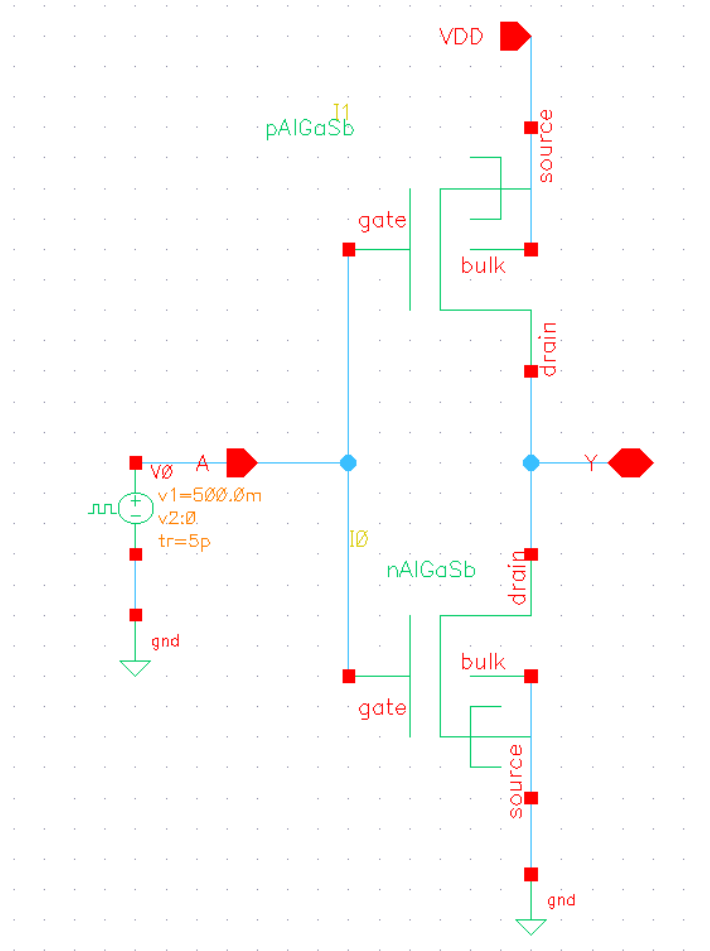 VDD
source
I1
pAlGaSb
gate
bulk
drain
A
Y
V0
v1=500.0m
v2:0
tr=5p
gnd
I0
nAlGaSb
drain
bulk
gate
source
gnd